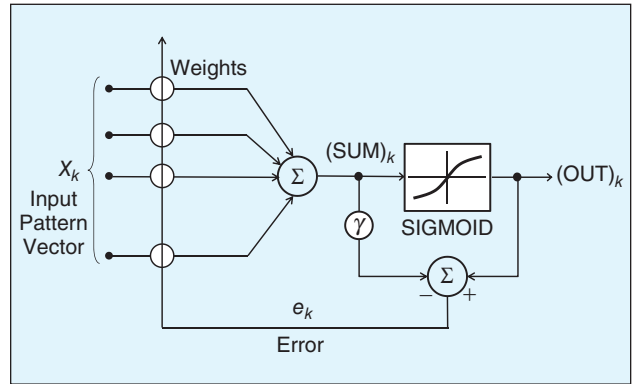 Weights
X_k
Input
Pattern
Vector
Σ
(SUM)_k
γ
SIGMOID
(OUT)_k
Σ
− +
e_k
Error